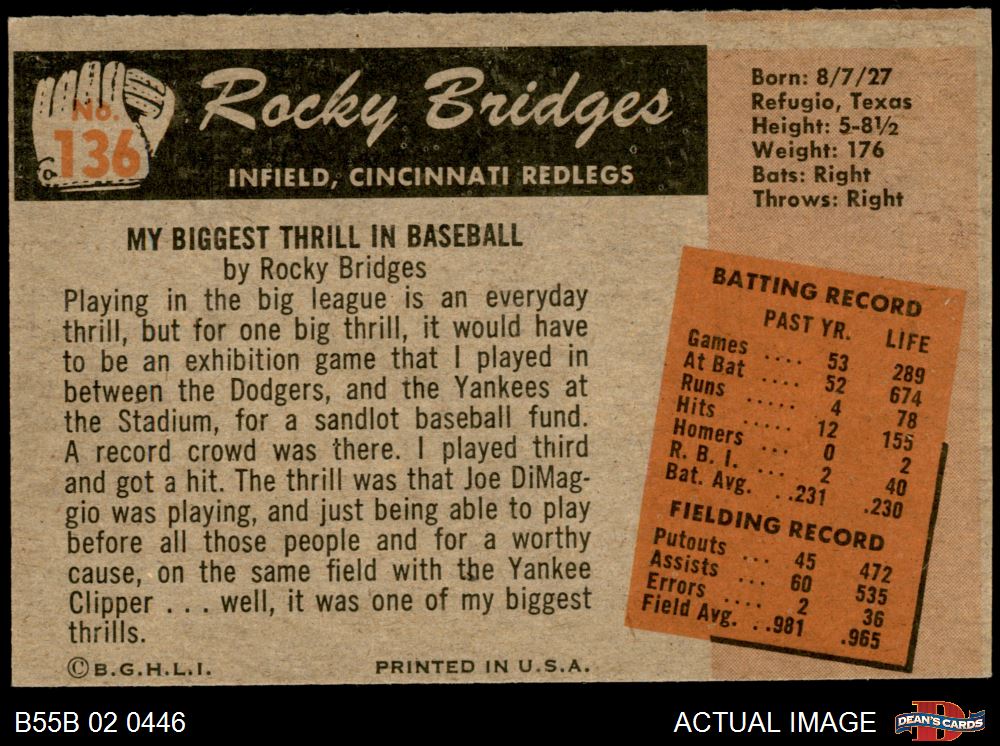 No.
136
Rocky Bridges
INFIELD, CINCINNATI REDLEGS
Born: 8/7/27
Refugio, Texas
Height: 5-8½
Weight: 176
Bats: Right
Throws: Right
MY BIGGEST THRILL IN BASEBALL
by Rocky Bridges
Playing in the big league is an everyday
thrill, but for one big thrill, it would have
to be an exhibition game that I played in
between the Dodgers, and the Yankees at
the Stadium, for a sandlot baseball fund.
A record crowd was there. I played third
and got a hit. The thrill was that Joe DiMag-
gio was playing, and just being able to play
before all those people and for a worthy
cause, on the same field with the Yankee
Clipper . . . well, it was one of my biggest
thrills.
©B.G.H.L.I. PRINTED IN U.S.A.
BATTING RECORD
PAST YR. LIFE
Games .... 53 289
At Bat .... 52 674
Runs ..... 4 78
Hits ..... 12 155
Homers .... 0 2
R. B. I. ... 2 40
Bat. Avg. ..231 .230
FIELDING RECORD
Putouts ... 45 472
Assists ... 60 535
Errors .... 2 36
Field Avg. ..981 .965
B55B 02 0446 ACTUAL IMAGE DEAN'S CARDS